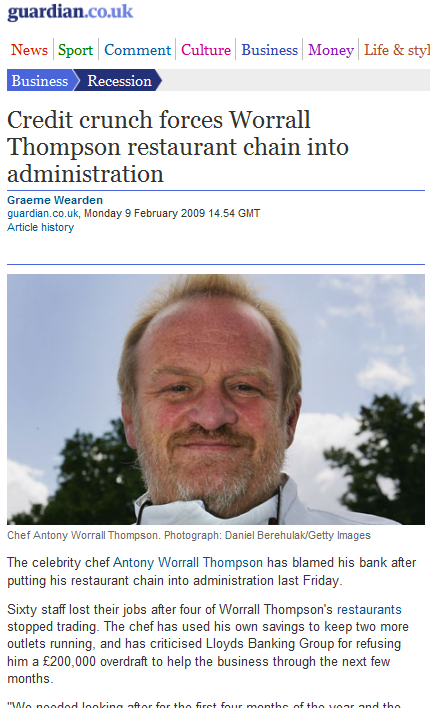 guardian.co.uk
News Sport Comment Culture Business Money Life &
Business Recession
Credit crunch forces Worrall
Thompson restaurant chain into
administration
Graeme Wearden
guardian.co.uk, Monday 9 February 2009 14.54 GMT
Article history
Chef Antony Worrall Thompson. Photograph: Daniel Berehulak/Getty Images
The celebrity chef Antony Worrall Thompson has blamed his bank after
putting his restaurant chain into administration last Friday.
Sixty staff lost their jobs after four of Worrall Thompson's restaurants
stopped trading. The chef has used his own savings to keep two more
outlets running, and has criticised Lloyds Banking Group for refusing
him a £200,000 overdraft to help the business through the next few
months.
"We needed looking after for the first four months of the year and the